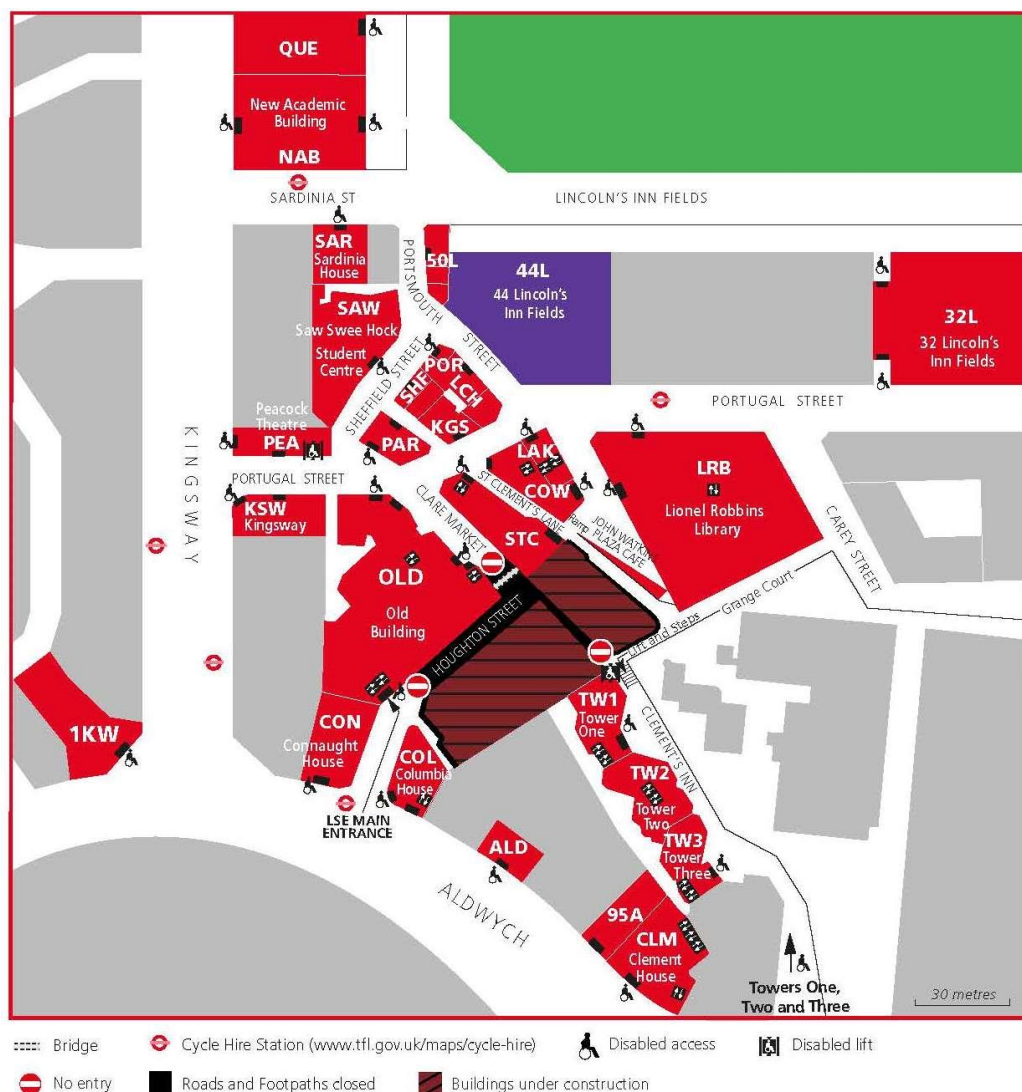 QUE
New Academic
Building
NAB
SARDINIA ST
LINCOLN'S INN FIELDS
SAR
Sardinia
House
PORTSMOUTH
STREET
50L
44L
44 Lincoln's
Inn Fields
32L
32 Lincoln's
Inn Fields
SAW
Saw Swee Hock
Student
Centre
SHEFFIELD STREET
POR
SHF
LCH
KGS
PORTUGAL STREET
Peacock
Theatre
PEA
PAR
KINGSWAY
PORTUGAL STREET
LAK
COW
LRB
Lionel Robbins
Library
KSW
Kingsway
CLARE MARKET
ST CLEMENT'S LANE
Ramp
JOHN WATKINS
PLAZA CAFE
CAREY STREET
STC
OLD
Old
Building
HOUGHTON STREET
Grange Court
Lift and Steps
1KW
CON
Connaught
House
COL
Columbia
House
TW1
Tower
One
CLEMENT'S INN
TW2
Tower
Two
LSE MAIN
ENTRANCE
TW3
Tower
Three
ALD
ALDWYCH
95A
CLM
Clement
House
Towers One,
Two and Three
30 metres
Bridge
Cycle Hire Station (www.tfl.gov.uk/maps/cycle-hire)
Disabled access
Disabled lift
No entry
Roads and Footpaths closed
Buildings under construction